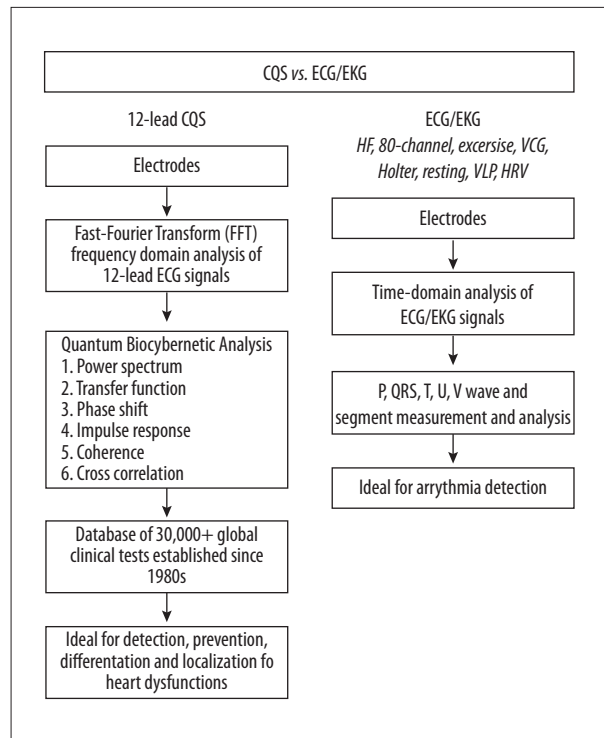 CQS vs. ECG/EKG
12-lead CQS
Electrodes
Fast-Fourier Transform (FFT)
frequency domain analysis of
12-lead ECG signals
Quantum Biocybernetic Analysis
1. Power spectrum
2. Transfer function
3. Phase shift
4. Impulse response
5. Coherence
6. Cross correlation
Database of 30,000+ global
clinical tests established since
1980s
Ideal for detection, prevention,
differentation and localization fo
heart dysfunctions
ECG/EKG
HF, 80-channel, excersise, VCG,
Holter, resting, VLP, HRV
Electrodes
Time-domain analysis of
ECG/EKG signals
P, QRS, T, U, V wave and
segment measurement and analysis
Ideal for arrythmia detection